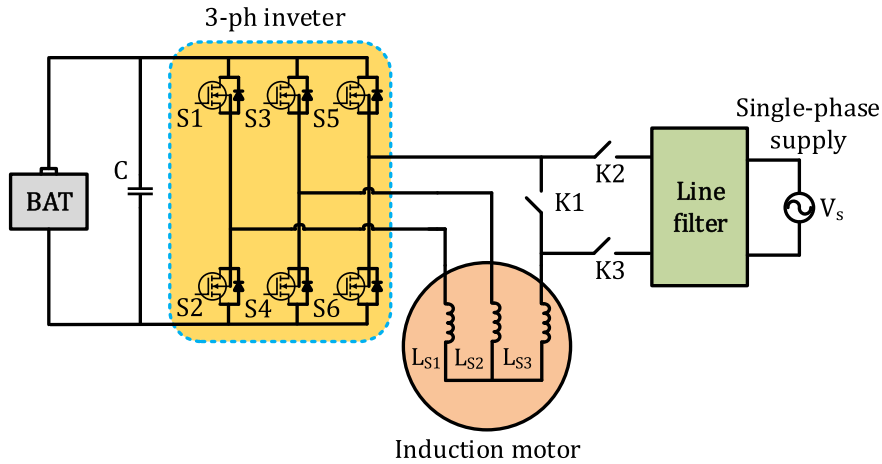 3-ph inveter
S1
S3
S5
Single-phase
supply
C
K2
BAT
K1
Line
filter
Vs
K3
S2
S4
S6
LS1
LS2
LS3
Induction motor